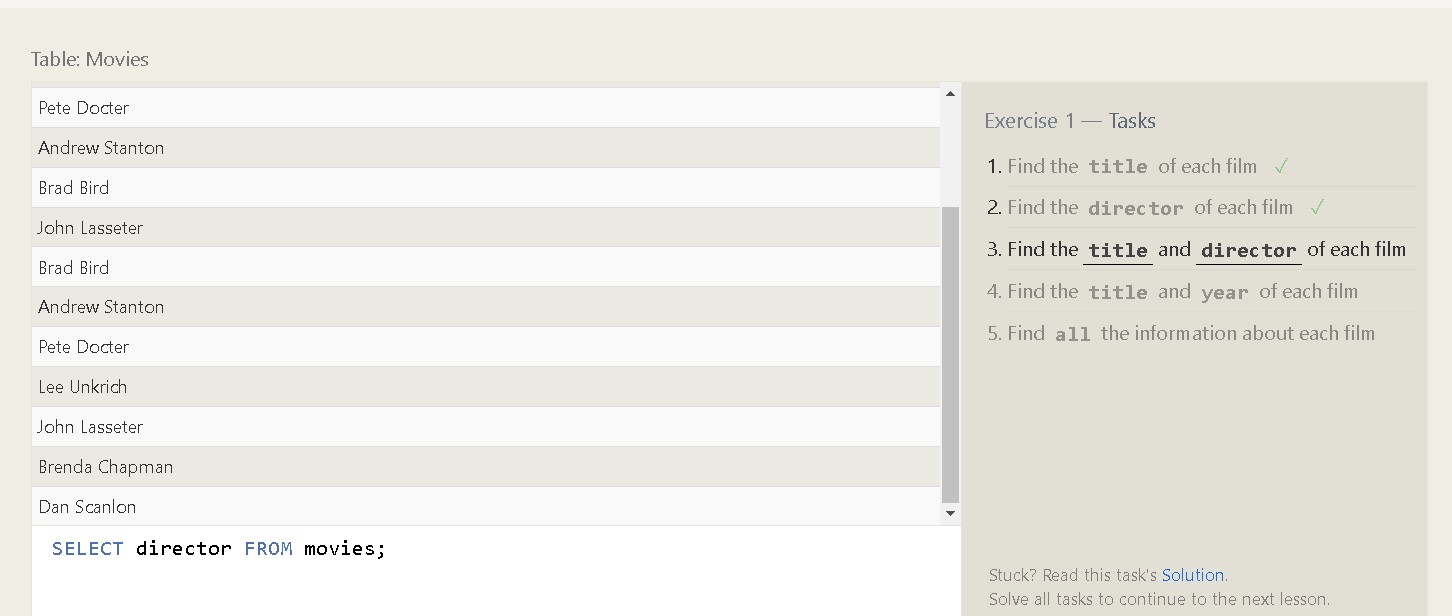 Table: Movies
Pete Docter
Andrew Stanton
Brad Bird
John Lasseter
Brad Bird
Andrew Stanton
Pete Docter
Lee Unkrich
John Lasseter
Brenda Chapman
Dan Scanlon
SELECT director FROM movies;
Exercise 1 — Tasks
1. Find the title of each film ✓
2. Find the director of each film ✓
3. Find the title and director of each film
4. Find the title and year of each film
5. Find all the information about each film
Stuck? Read this task's Solution.
Solve all tasks to continue to the next lesson.